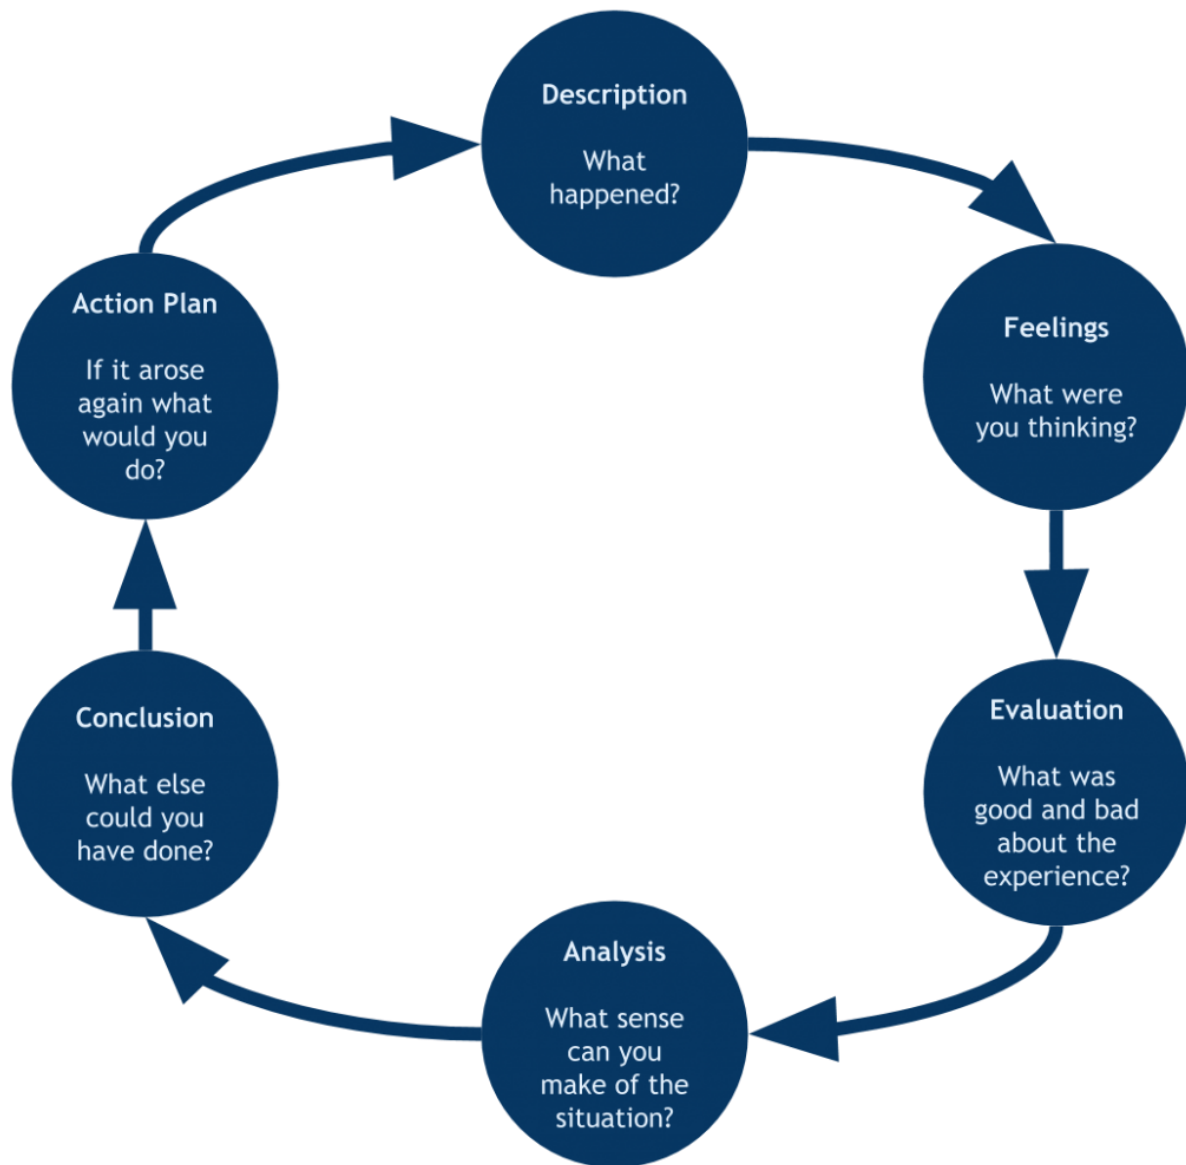 Description
What
happened?
Feelings
What were
you thinking?
Evaluation
What was
good and bad
about the
experience?
Analysis
What sense
can you
make of the
situation?
Conclusion
What else
could you
have done?
Action Plan
If it arose
again what
would you
do?